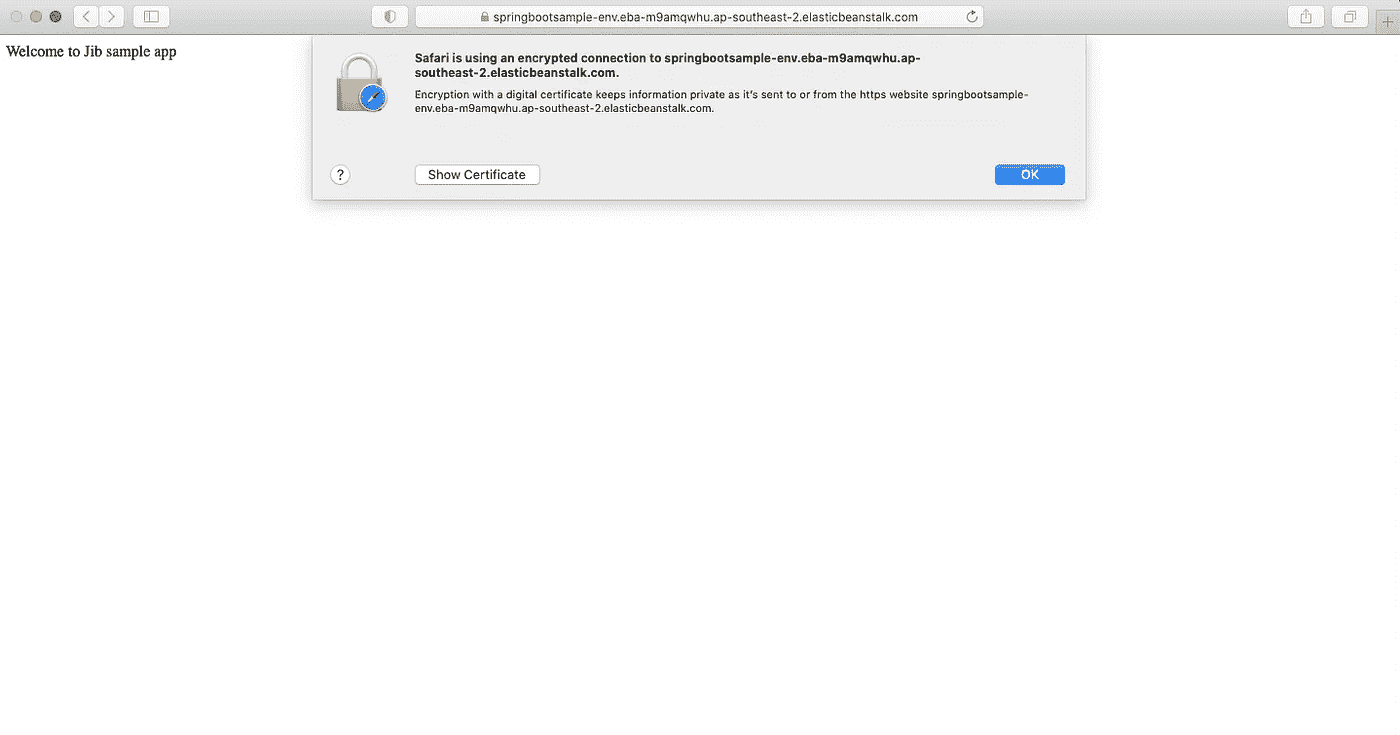 springbootsample-env.eba-m9amqwhu.ap-southeast-2.elasticbeanstalk.com
Welcome to Jib sample app
Safari is using an encrypted connection to springbootsample-env.eba-m9amqwhu.ap-
southeast-2.elasticbeanstalk.com.
Encryption with a digital certificate keeps information private as it's sent to or from the https website springbootsample-
env.eba-m9amqwhu.ap-southeast-2.elasticbeanstalk.com.
?
Show Certificate
OK